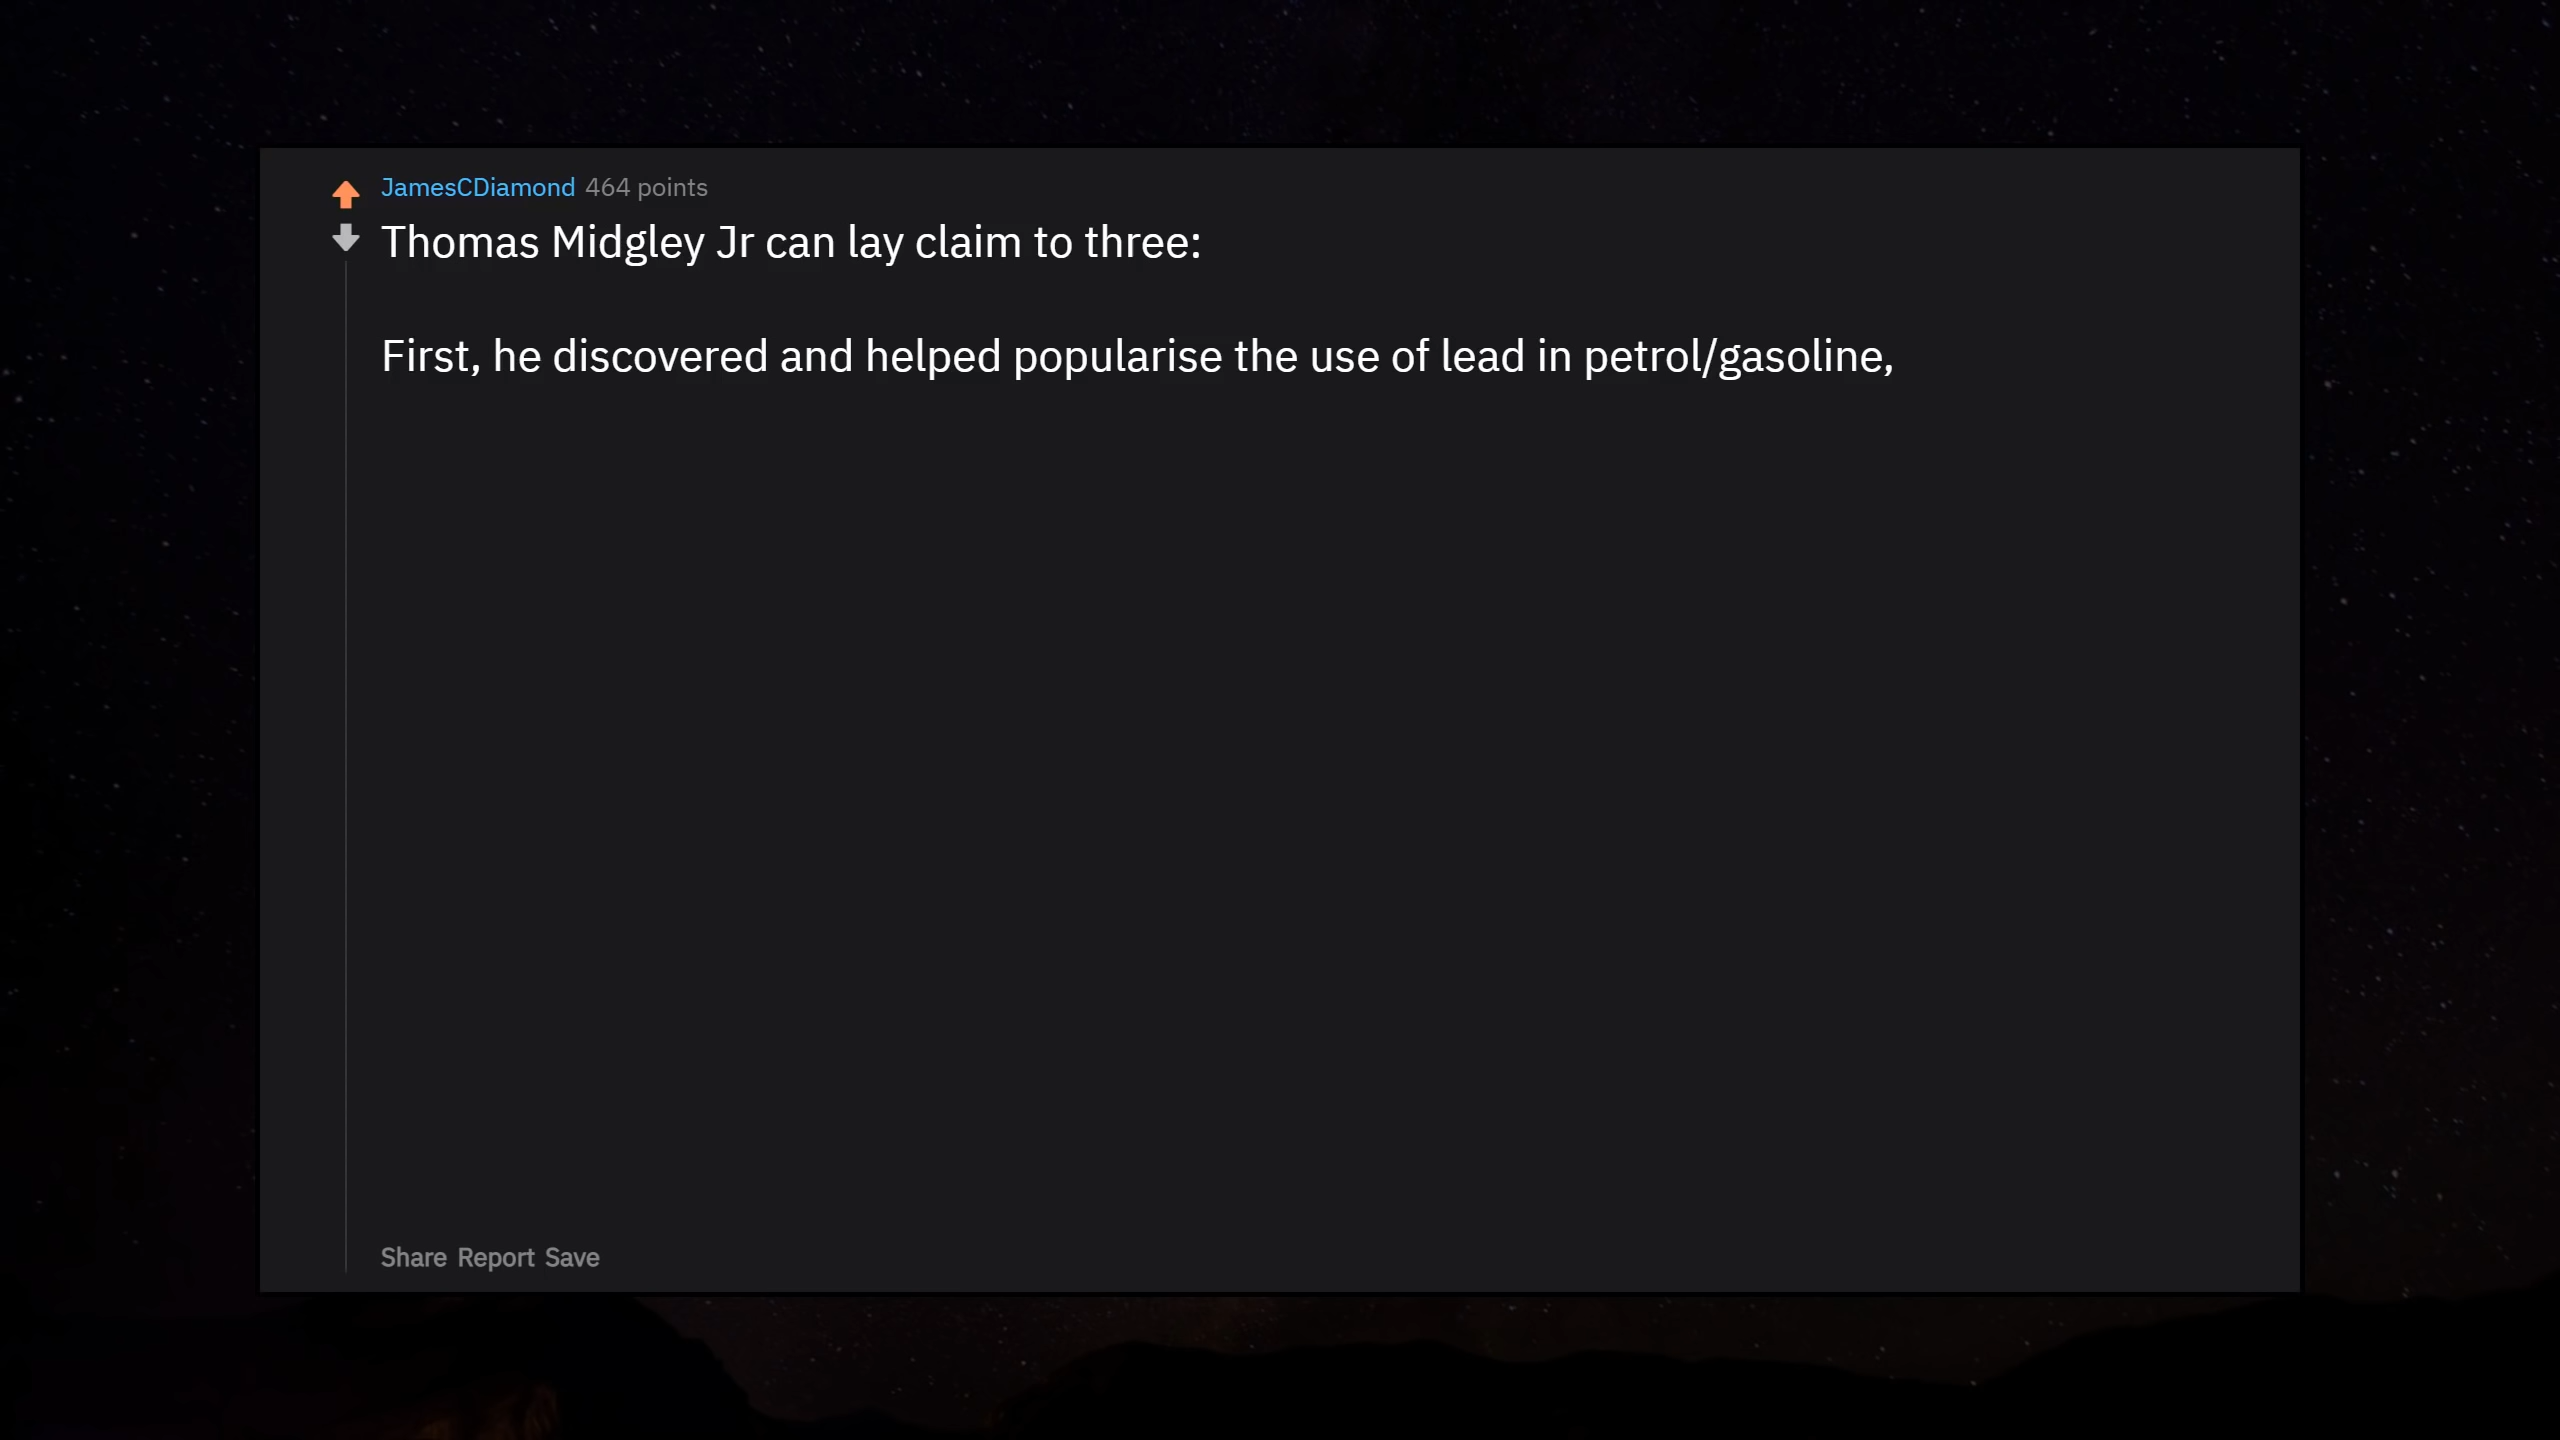 JamesCDiamond 464 points
Thomas Midgley Jr can lay claim to three:
First, he discovered and helped popularise the use of lead in petrol/gasoline,
Share Report Save